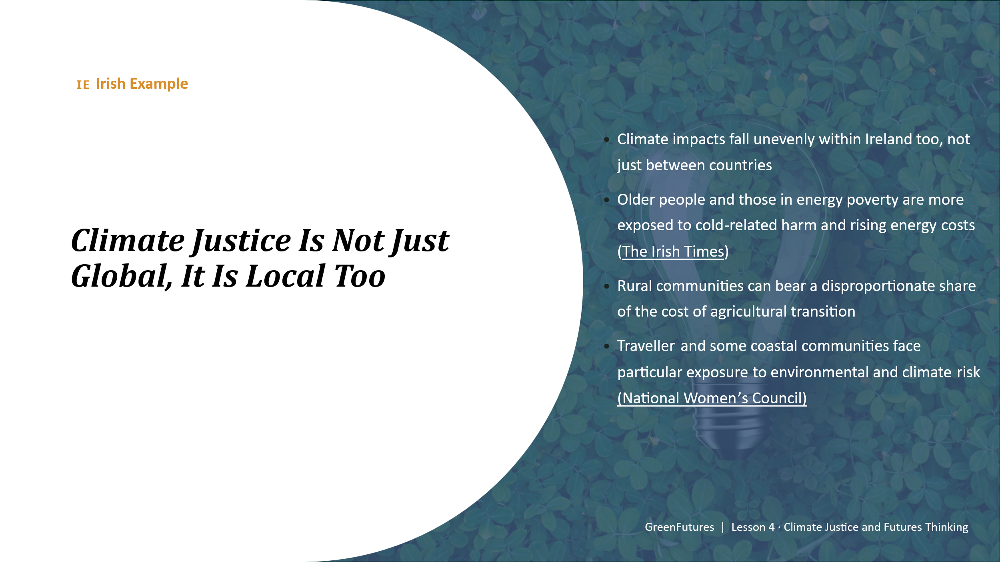 IE Irish Example
Climate Justice Is Not Just
Global, It Is Local Too
• Climate impacts fall unevenly within Ireland too, not
just between countries
• Older people and those in energy poverty are more
exposed to cold-related harm and rising energy costs
(The Irish Times)
• Rural communities can bear a disproportionate share
of the cost of agricultural transition
• Traveller and some coastal communities face
particular exposure to environmental and climate risk
(National Women’s Council)
GreenFutures | Lesson 4 · Climate Justice and Futures Thinking